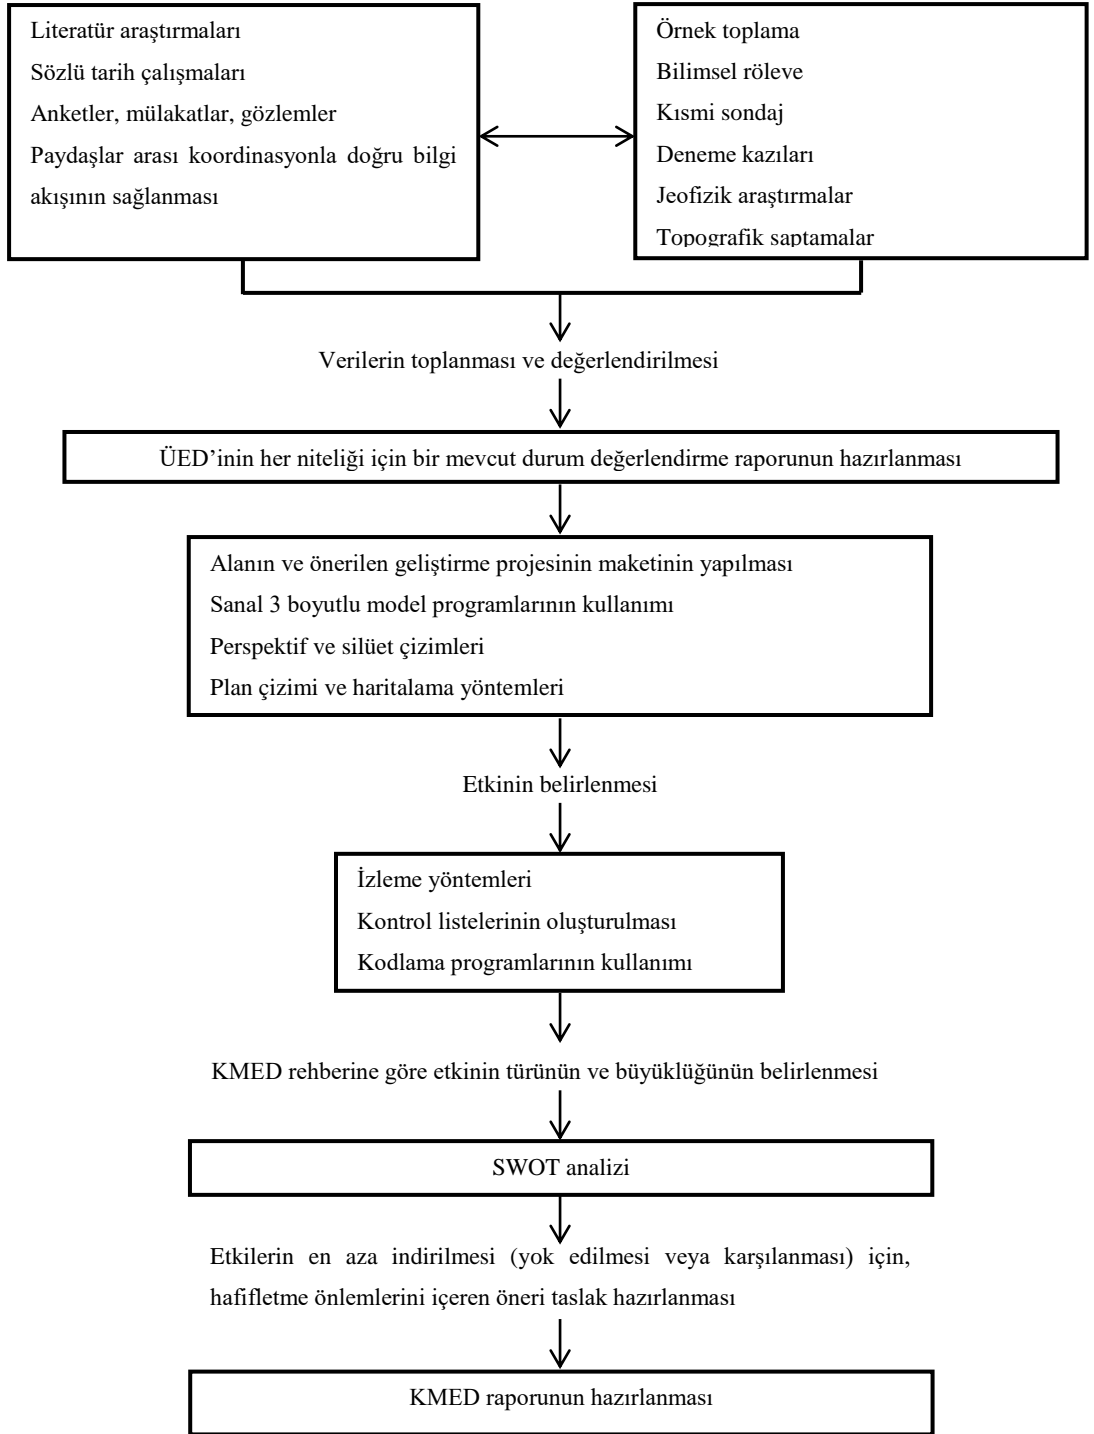 Literatür araştırmaları
Sözlü tarih çalışmaları
Anketler, mülakatlar, gözlemler
Paydaşlar arası koordinasyonla doğru bilgi
akışının sağlanması
Örnek toplama
Bilimsel röleve
Kısmi sondaj
Deneme kazıları
Jeofizik araştırmalar
Topografik saptamalar
Verilerin toplanması ve değerlendirilmesi
ÜED’inin her niteliği için bir mevcut durum değerlendirme raporunun hazırlanması
Alanın ve önerilen geliştirme projesinin maketinin yapılması
Sanal 3 boyutlu model programlarının kullanımı
Perspektif ve silüet çizimleri
Plan çizimi ve haritalama yöntemleri
Etkinin belirlenmesi
İzleme yöntemleri
Kontrol listelerinin oluşturulması
Kodlama programlarının kullanımı
KMED rehberine göre etkinin türünün ve büyüklüğünün belirlenmesi
SWOT analizi
Etkilerin en aza indirilmesi (yok edilmesi veya karşılanması) için,
hafifletme önlemlerini içeren öneri taslak hazırlanması
KMED raporunun hazırlanması